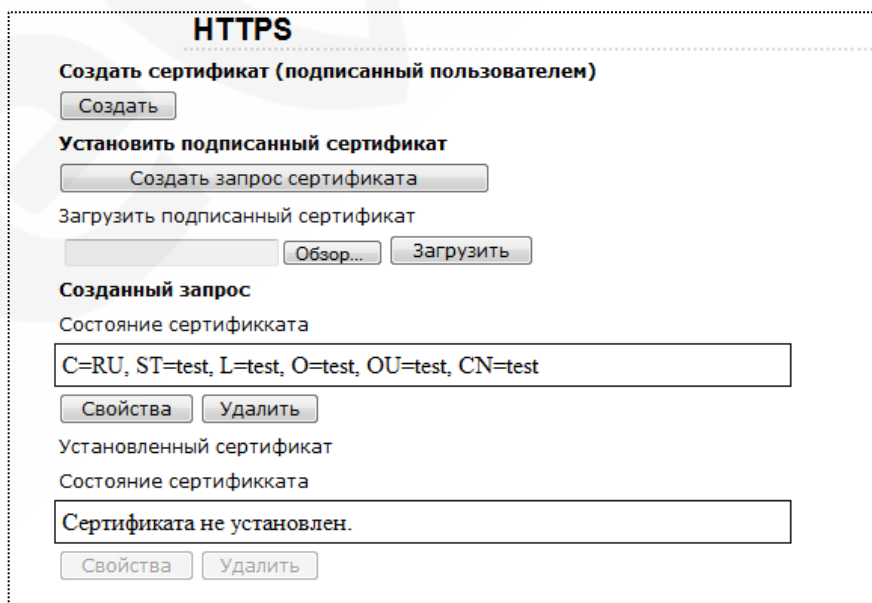 HTTPS
Создать сертификат (подписанный пользователем)
Создать
Установить подписанный сертификат
Создать запрос сертификата
Загрузить подписанный сертификат
Обзор... Загрузить
Созданный запрос
Состояние сертификката
C=RU, ST=test, L=test, O=test, OU=test, CN=test
Свойства Удалить
Установленный сертификат
Состояние сертификката
Сертификата не установлен.
Свойства Удалить